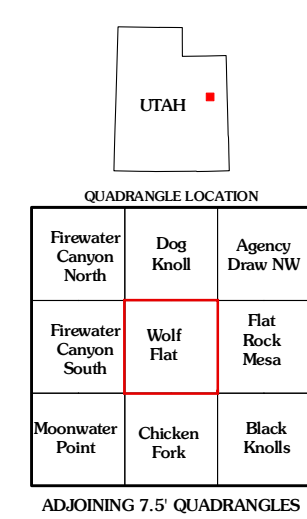 UTAH
QUADRANGLE LOCATION
Firewater
Canyon
North
Dog
Knoll
Agency
Draw NW
Firewater
Canyon
South
Wolf
Flat
Flat
Rock
Mesa
Moonwater
Point
Chicken
Fork
Black
Knolls
ADJOINING 7.5' QUADRANGLES